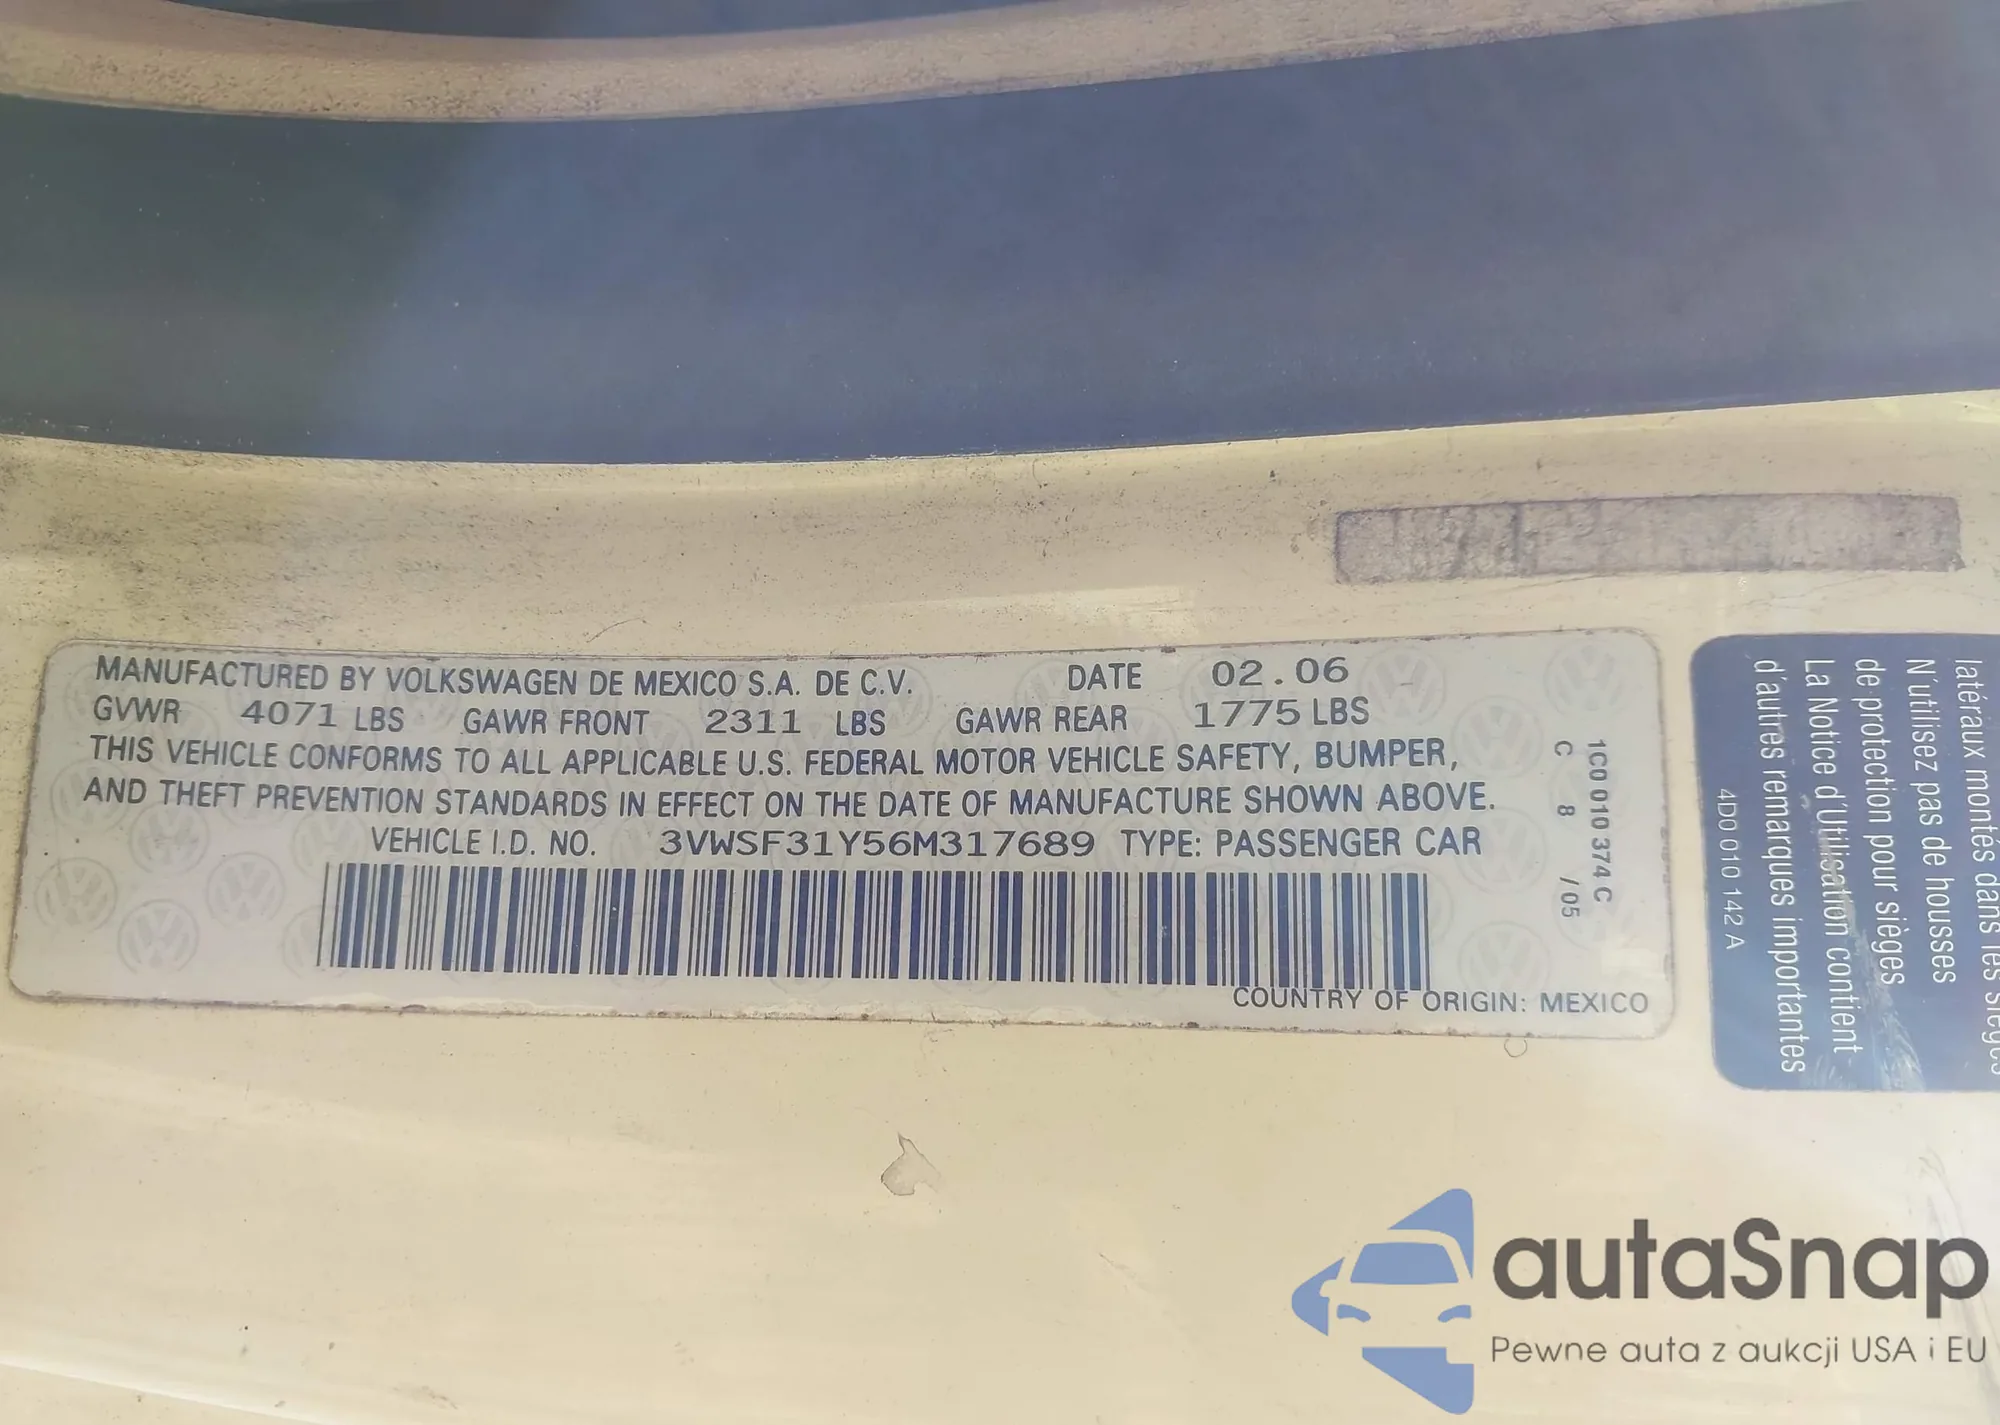 MANUFACTURED BY VOLKSWAGEN DE MEXICO S.A. DE C.V. DATE 02.06
GVWR 4071 LBS GAWR FRONT 2311 LBS GAWR REAR 1775 LBS
THIS VEHICLE CONFORMS TO ALL APPLICABLE U.S. FEDERAL MOTOR VEHICLE SAFETY, BUMPER,
AND THEFT PREVENTION STANDARDS IN EFFECT ON THE DATE OF MANUFACTURE SHOWN ABOVE.
VEHICLE I.D. NO. 3VWSF31Y56M317689 TYPE: PASSENGER CAR
COUNTRY OF ORIGIN: MEXICO
1C0 010 374 C
C 8 /05
latéraux montés dans les sièges
N'utilisez pas de housses
de protection pour sièges
La Notice d'Utilisation contient
d'autres remarques importantes
4D0 010 142 A
autaSnap
Pewne auta z aukcji USA i EU